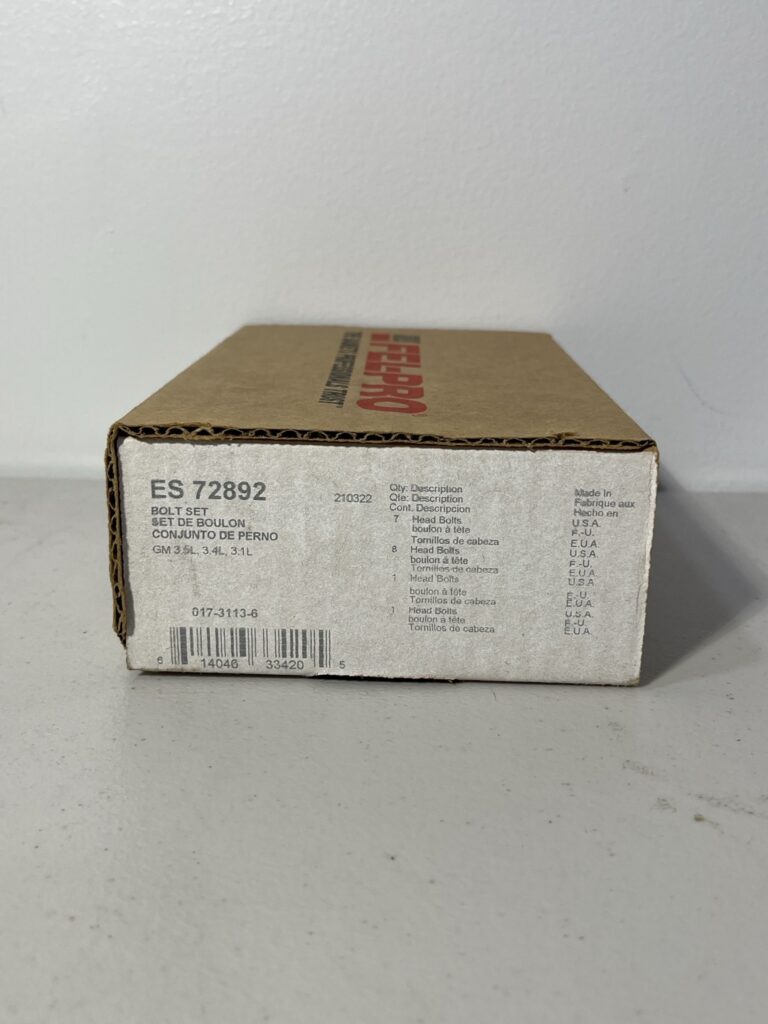 FEL-PRO
ES 72892
BOLT SET
SET DE BOULON
CONJUNTO DE PERNO
GM 3.5L, 3.4L, 3.1L
210322
017-3113-6
6 14046 33420 5
Qty. Description
Qte. Description
Cont. Descripcion
7 Head Bolts
boulon à tête
Tornillos de cabeza
8 Head Bolts
boulon à tête
Tornillos de cabeza
1 Head Bolts
boulon à tête
Tornillos de cabeza
1 Head Bolts
boulon a tête
Tornillos de cabeza
Made In
Fabrique aux
Hecho en
U.S.A.
F.-U.
E.U.A.
U.S.A.
F.-U.
E.U.A.
U.S.A.
E.-U.
E.U.A.
U.S.A.
E.-U.
E.U.A.